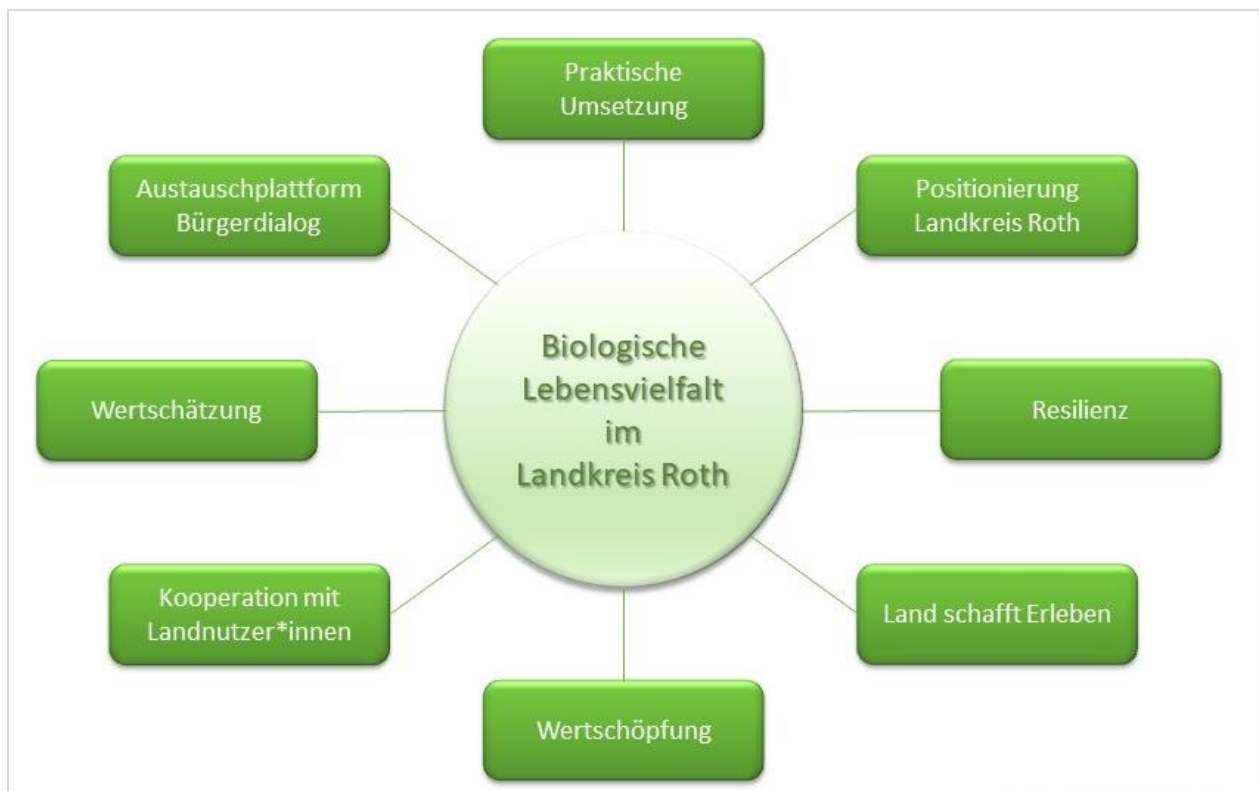 Praktische
Umsetzung
Austauschplattform
Bürgerdialog
Positionierung
Landkreis Roth
Biologische
Lebensvielfalt
im
Landkreis Roth
Wertschätzung
Resilienz
Kooperation mit
Landnutzer*innen
Land schafft Erleben
Wertschöpfung